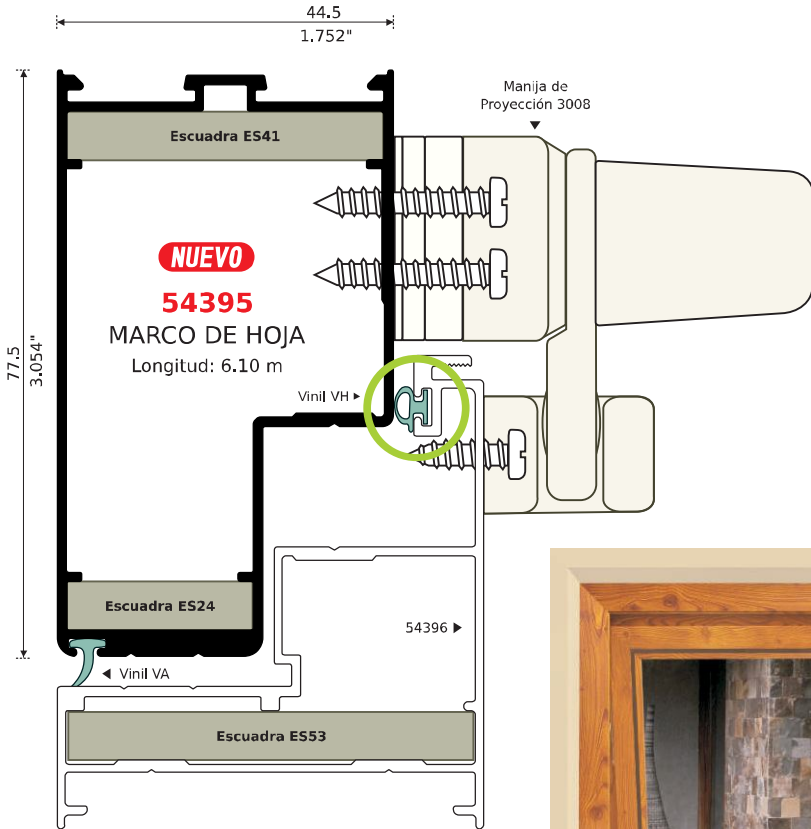 44.5
1.752"
Manija de
Proyección 3008
Escuadra ES41
NUEVO
54395
MARCO DE HOJA
Longitud: 6.10 m
77.5
3.054"
Vinil VH
Escuadra ES24
54396
Vinil VA
Escuadra ES53